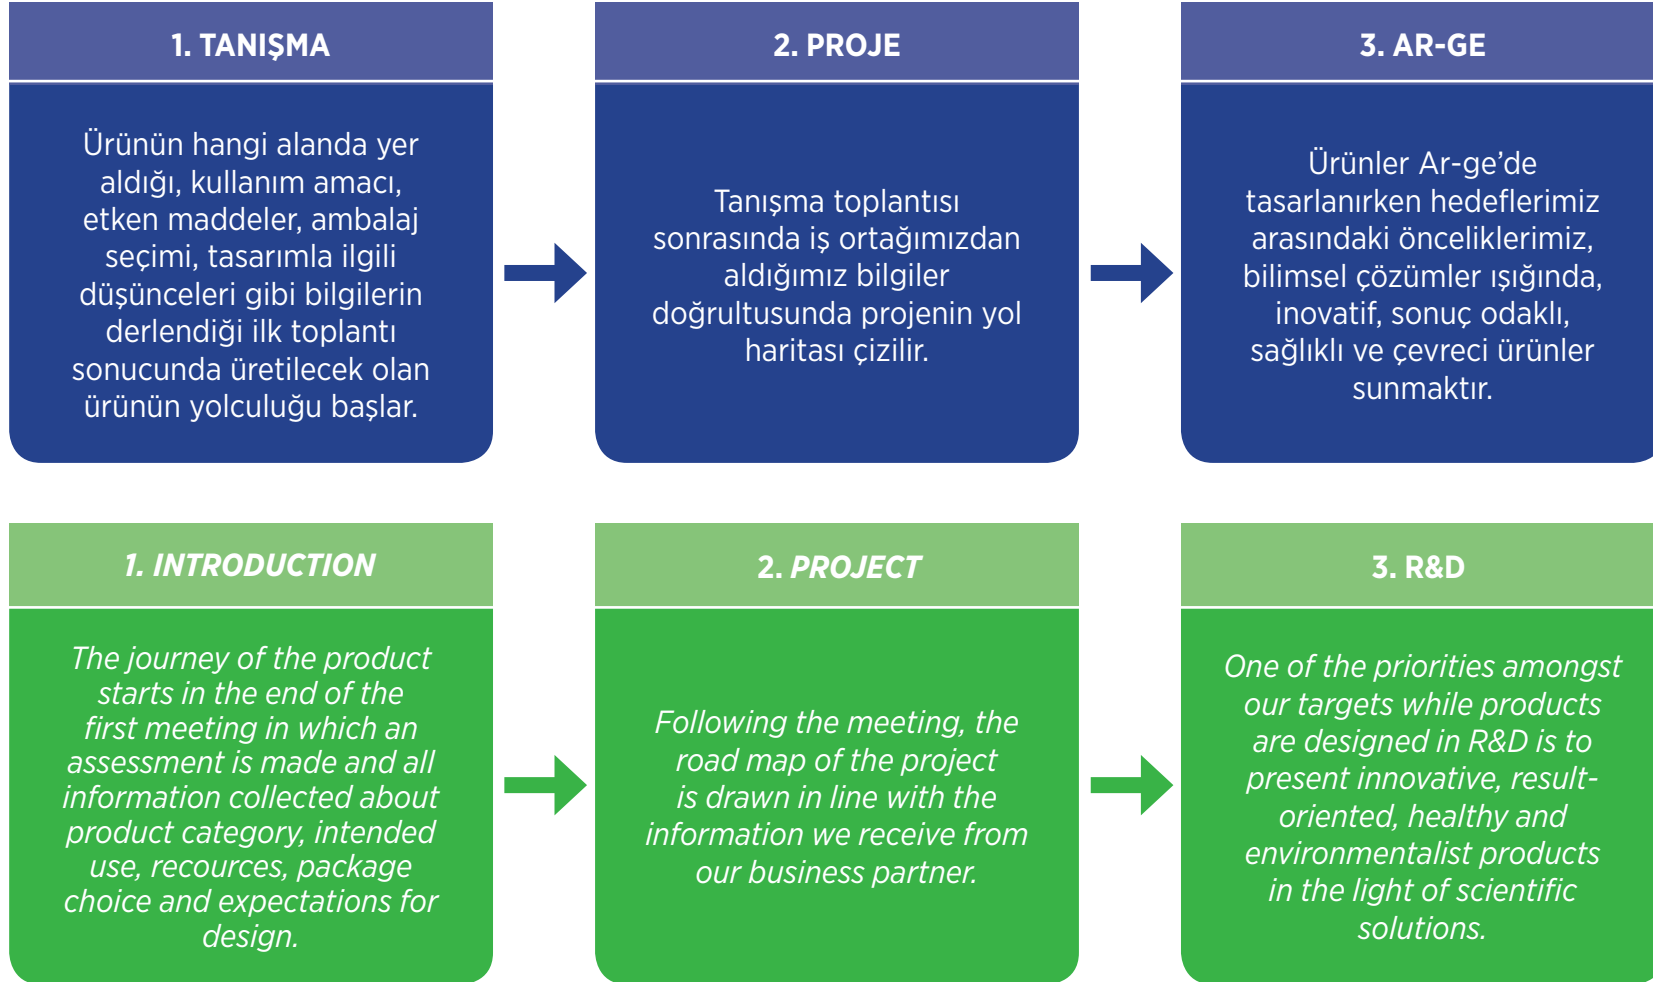 1. TANIŞMA
Ürünün hangi alanda yer
aldığı, kullanım amacı,
etken maddeler, ambalaj
seçimi, tasarımla ilgili
düşünceleri gibi bilgilerin
derlendiği ilk toplantı
sonucunda üretilecek olan
ürünün yolculuğu başlar.
2. PROJE
Tanışma toplantısı
sonrasında iş ortağımızdan
aldığımız bilgiler
doğrultusunda projenin yol
haritası çizilir.
3. AR-GE
Ürünler Ar-ge’de
tasarlanırken hedeflerimiz
arasındaki önceliklerimiz,
bilimsel çözümler ışığında,
inovatif, sonuç odaklı,
sağlıklı ve çevreci ürünler
sunmaktır.
1. INTRODUCTION
The journey of the product
starts in the end of the
first meeting in which an
assessment is made and all
information collected about
product category, intended
use, recources, package
choice and expectations for
design.
2. PROJECT
Following the meeting, the
road map of the project
is drawn in line with the
information we receive from
our business partner.
3. R&D
One of the priorities amongst
our targets while products
are designed in R&D is to
present innovative, result-
oriented, healthy and
environmentalist products
in the light of scientific
solutions.